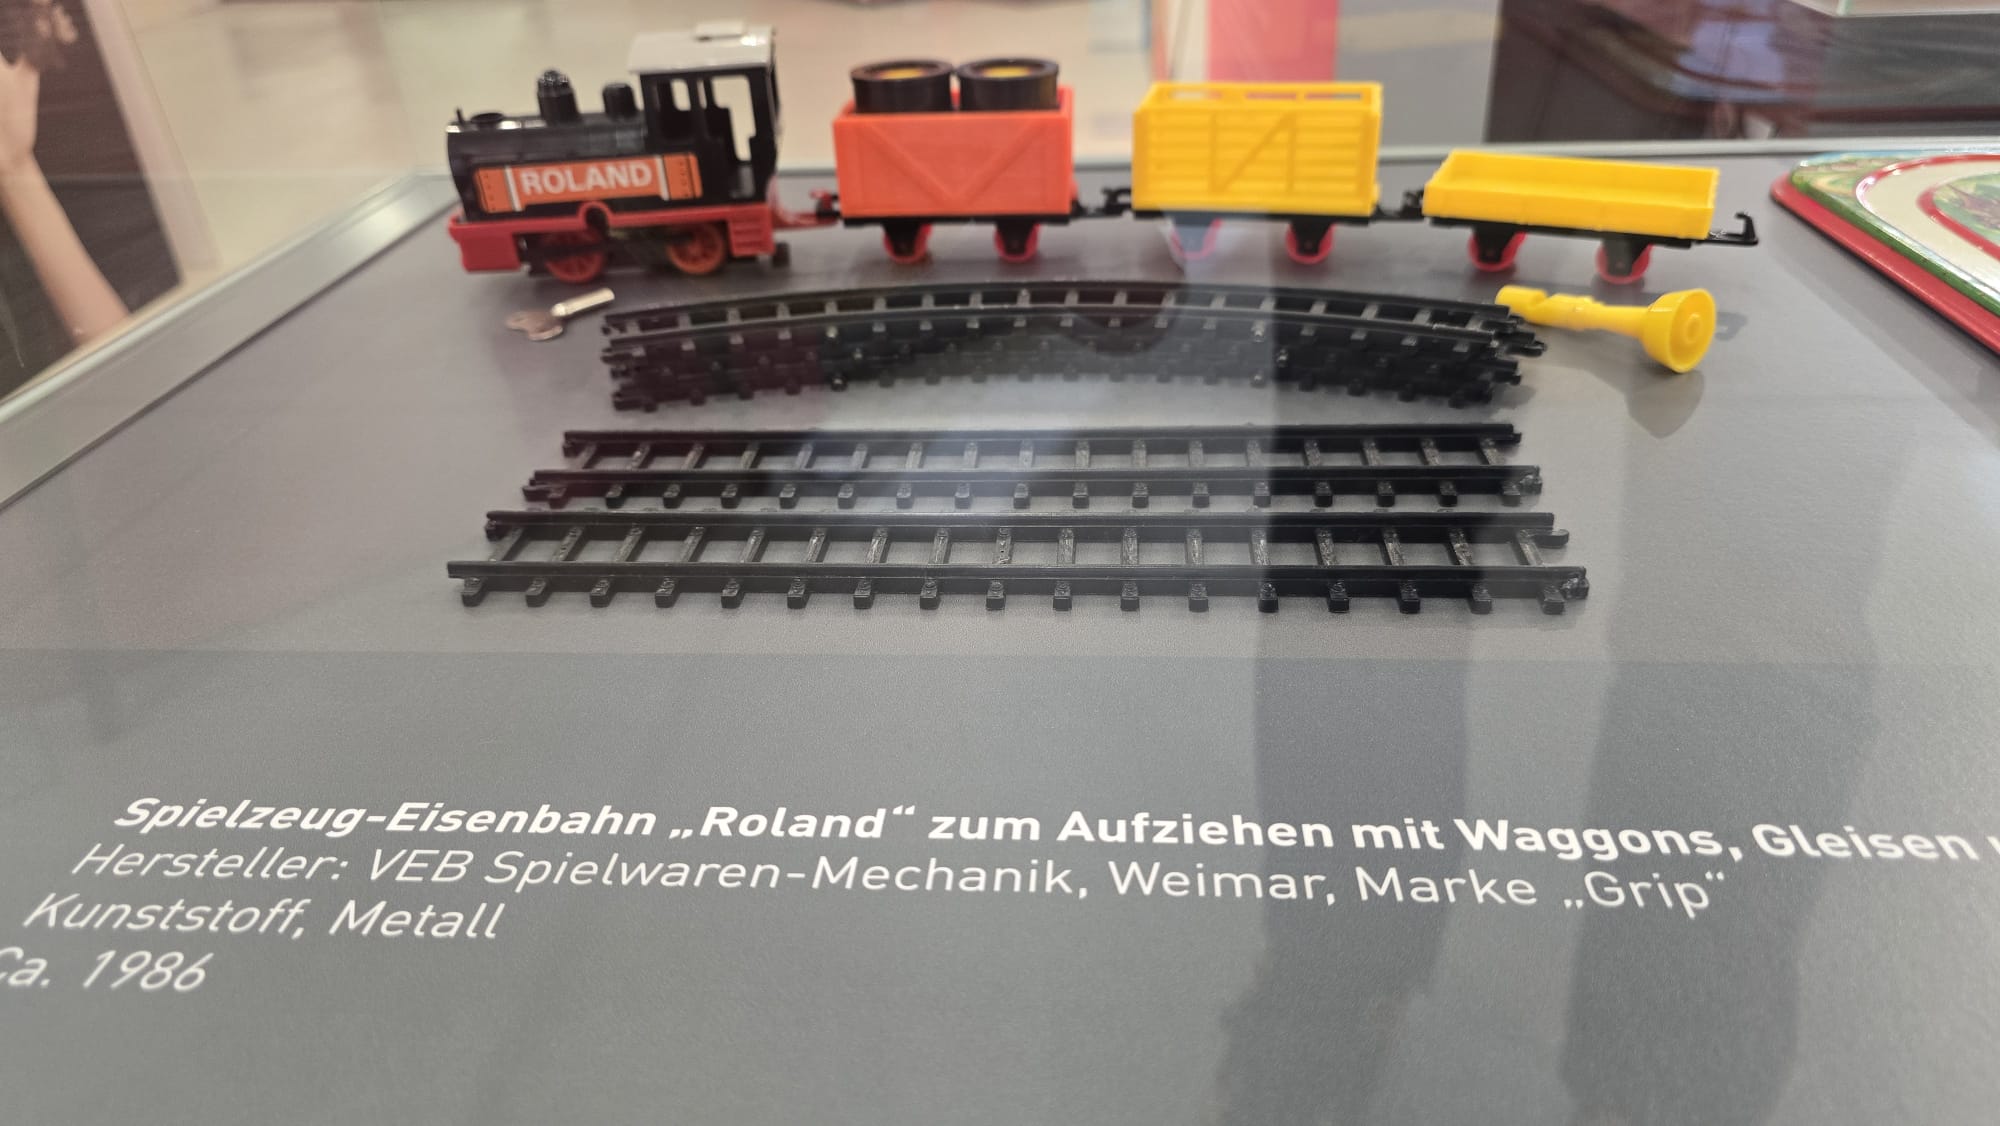 ROLAND
Spielzeug-Eisenbahn „Roland“ zum Aufziehen mit Waggons, Gleisen
Hersteller: VEB Spielwaren-Mechanik, Weimar, Marke „Grip“
Kunststoff, Metall
Ca. 1986